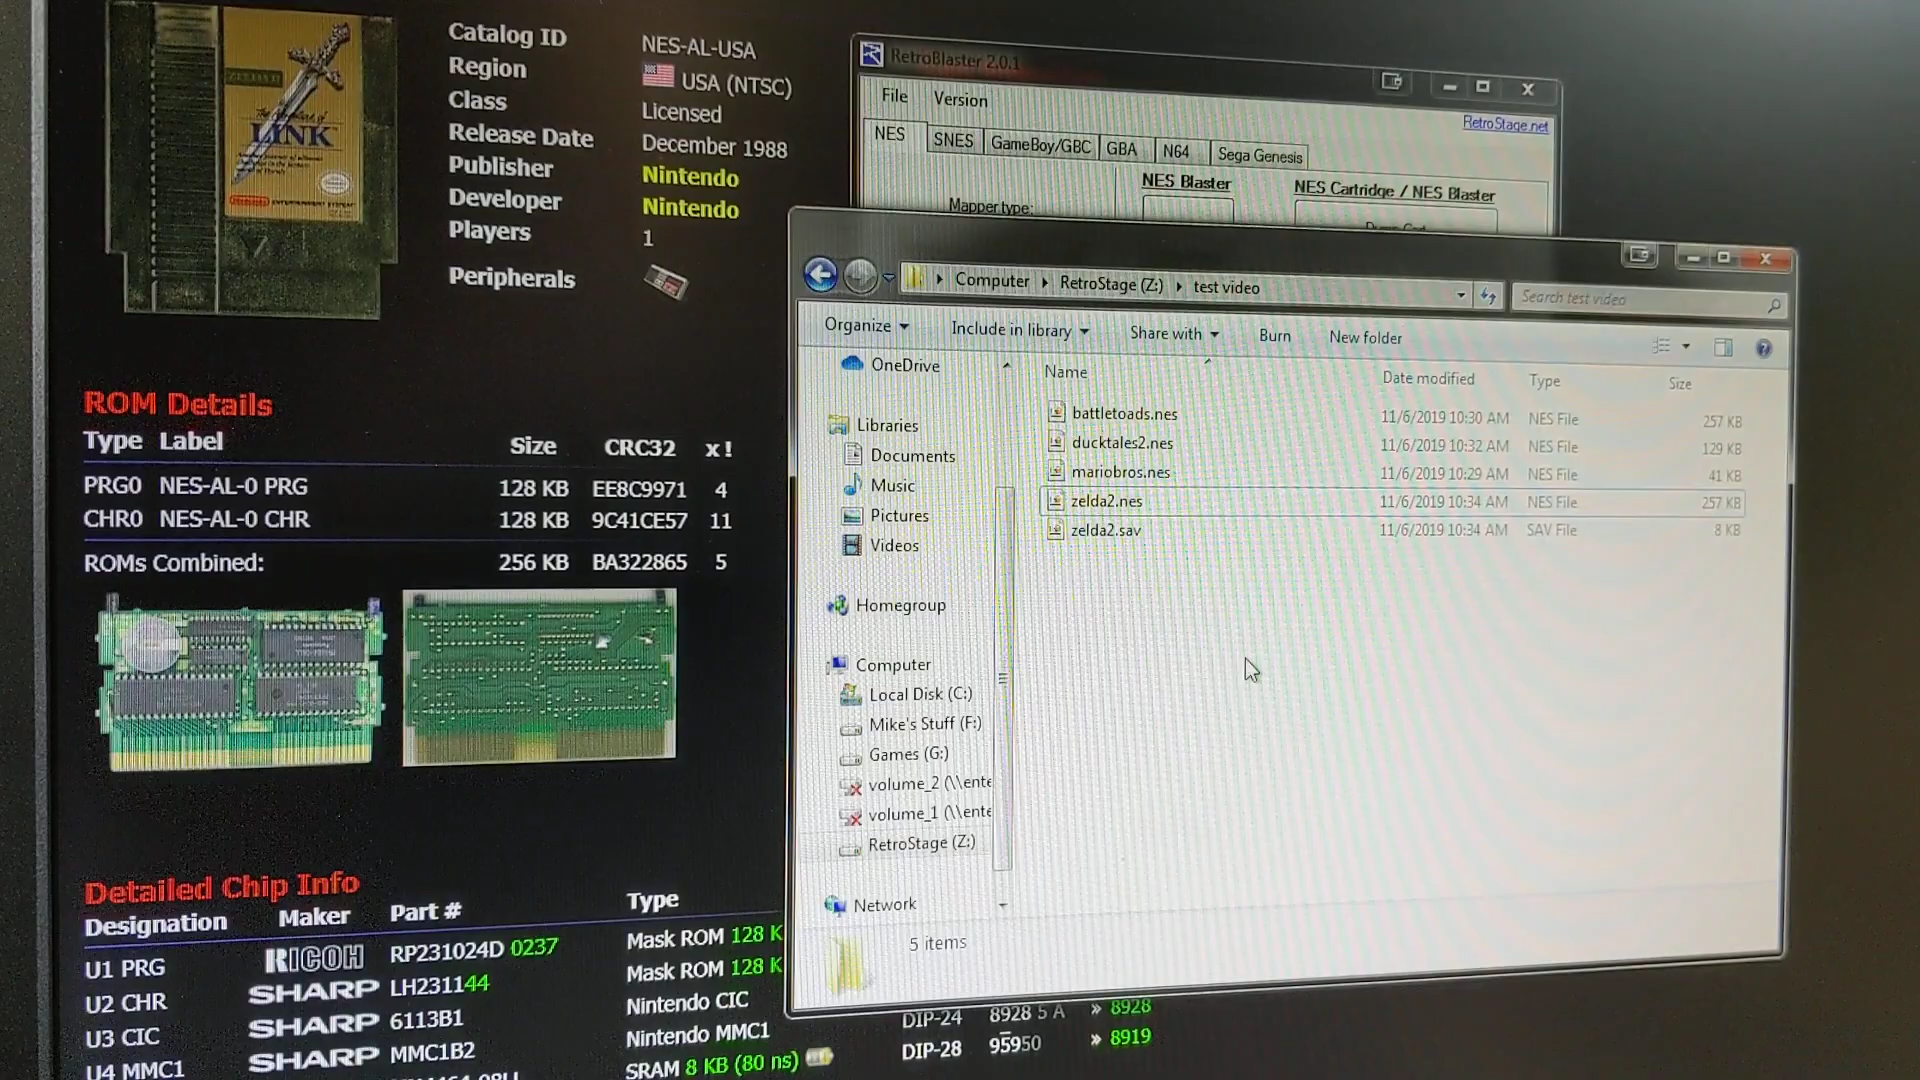 LINK
Catalog ID NES-AL-USA
Region USA (NTSC)
Class Licensed
Release Date December 1988
Publisher Nintendo
Developer Nintendo
Players 1
Peripherals
ROM Details
Type Label Size CRC32 x !
PRG0 NES-AL-0 PRG 128 KB EE8C9971 4
CHR0 NES-AL-0 CHR 128 KB 9C41CE57 11
ROMs Combined: 256 KB BA322865 5
Detailed Chip Info
Designation Maker Part # Type
U1 PRG RICOH RP231024D 0237 Mask ROM 128 K
U2 CHR SHARP LH231144 Mask ROM 128 K
U3 CIC SHARP 6113B1 Nintendo CIC DIP-24 8928 5 A » 8928
U4 MMC1 SHARP MMC1B2 Nintendo MMC1 DIP-28 95950 » 8919
SRAM 8 KB (80 ns)
RetroBlaster 2.0.1
File Version
RetroStage.net
NES SNES GameBoy/GBC GBA N64 Sega Genesis
NES Blaster NES Cartridge / NES Blaster
Mapper type:
Computer RetroStage (Z:) test video
Search test video
Organize Include in library Share with Burn New folder
OneDrive
Libraries
Documents
Music
Pictures
Videos
Homegroup
Computer
Local Disk (C:)
Mike's Stuff (F:)
Games (G:)
volume_2 (\\ente
volume_1 (\\ente
RetroStage (Z:)
Network
Name Date modified Type Size
battletoads.nes 11/6/2019 10:30 AM NES File 257 KB
ducktales2.nes 11/6/2019 10:32 AM NES File 129 KB
mariobros.nes 11/6/2019 10:29 AM NES File 41 KB
zelda2.nes 11/6/2019 10:34 AM NES File 257 KB
zelda2.sav 11/6/2019 10:34 AM SAV File 8 KB
5 items